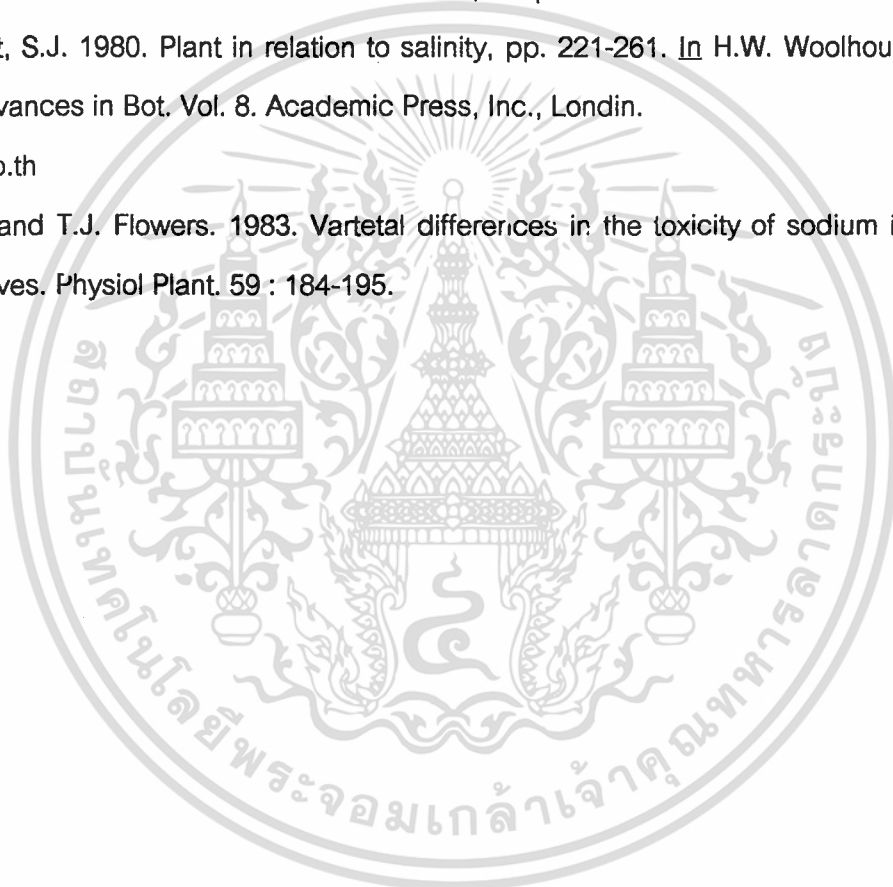 t, S.J. 1980. Plant in relation to salinity, pp. 221-261. In H.W. Woolhou
vances in Bot. Vol. 8. Academic Press, Inc., Londin.
o.th
and T.J. Flowers. 1983. Vartetal differences in the toxicity of sodium i
ves. Physiol Plant. 59 : 184-195.
สถาบันเทคโนโลยีพระจอมเกล้าเจ้าคุณทหารลาดกระบัง